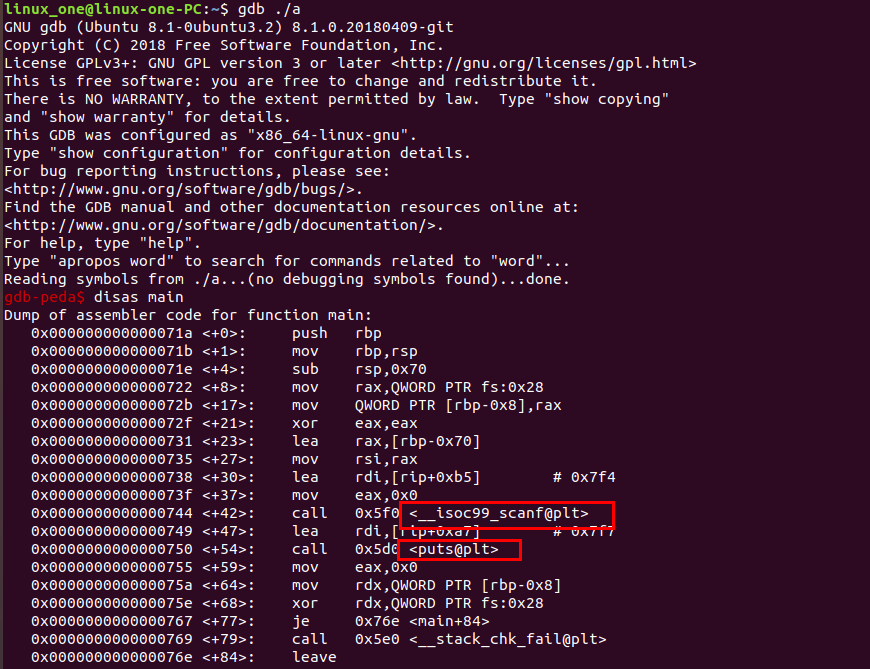 linux_one@linux-one-PC:~$ gdb ./a
GNU gdb (Ubuntu 8.1-0ubuntu3.2) 8.1.0.20180409-git
Copyright (C) 2018 Free Software Foundation, Inc.
License GPLv3+: GNU GPL version 3 or later <http://gnu.org/licenses/gpl.html>
This is free software: you are free to change and redistribute it.
There is NO WARRANTY, to the extent permitted by law.  Type "show copying"
and "show warranty" for details.
This GDB was configured as "x86_64-linux-gnu".
Type "show configuration" for configuration details.
For bug reporting instructions, please see:
<http://www.gnu.org/software/gdb/bugs/>.
Find the GDB manual and other documentation resources online at:
<http://www.gnu.org/software/gdb/documentation/>.
For help, type "help".
Type "apropos word" to search for commands related to "word"...
Reading symbols from ./a...(no debugging symbols found)...done.
gdb-peda$ disas main
Dump of assembler code for function main:
   0x000000000000071a <+0>:     push   rbp
   0x000000000000071b <+1>:     mov    rbp,rsp
   0x000000000000071e <+4>:     sub    rsp,0x70
   0x0000000000000722 <+8>:     mov    rax,QWORD PTR fs:0x28
   0x000000000000072b <+17>:    mov    QWORD PTR [rbp-0x8],rax
   0x000000000000072f <+21>:    xor    eax,eax
   0x0000000000000731 <+23>:    lea    rax,[rbp-0x70]
   0x0000000000000735 <+27>:    mov    rsi,rax
   0x0000000000000738 <+30>:    lea    rdi,[rip+0xb5]        # 0x7f4
   0x000000000000073f <+37>:    mov    eax,0x0
   0x0000000000000744 <+42>:    call   0x5f0 <__isoc99_scanf@plt>
   0x0000000000000749 <+47>:    lea    rdi,[rip+0xa7]        # 0x7f7
   0x0000000000000750 <+54>:    call   0x5d0 <puts@plt>
   0x0000000000000755 <+59>:    mov    eax,0x0
   0x000000000000075a <+64>:    mov    rdx,QWORD PTR [rbp-0x8]
   0x000000000000075e <+68>:    xor    rdx,QWORD PTR fs:0x28
   0x0000000000000767 <+77>:    je     0x76e <main+84>
   0x0000000000000769 <+79>:    call   0x5e0 <__stack_chk_fail@plt>
   0x000000000000076e <+84>:    leave